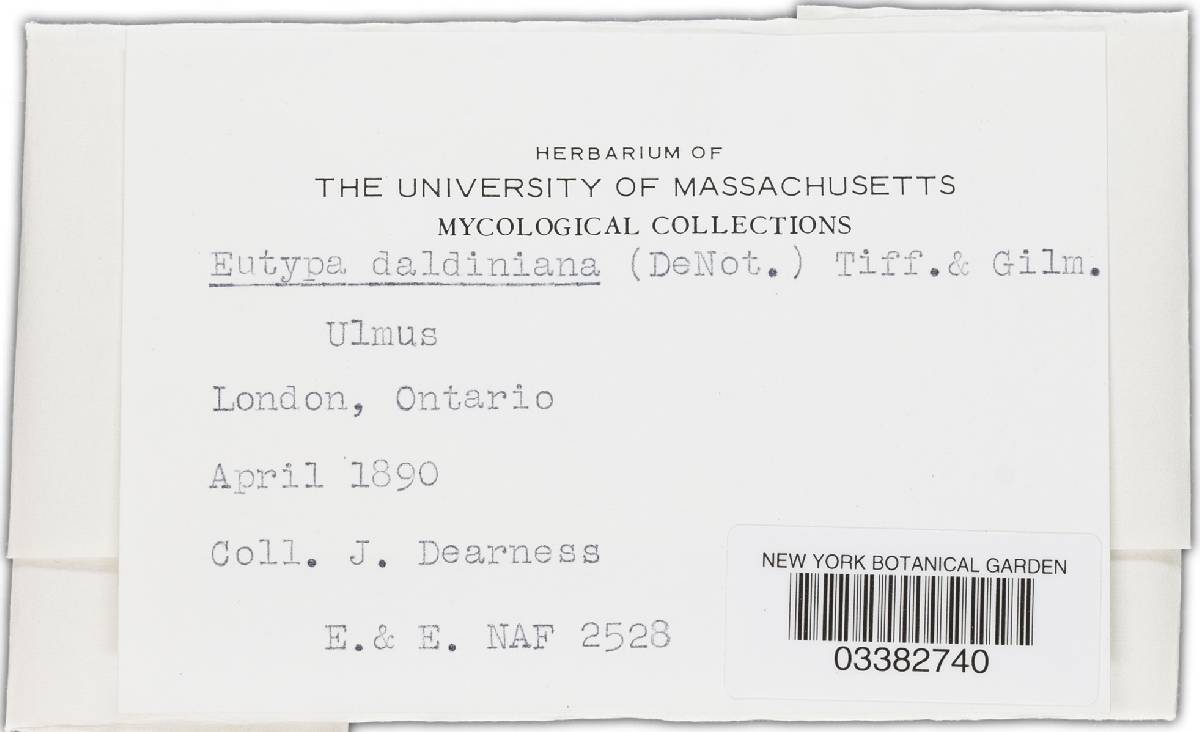 HERBARIUM OF
THE UNIVERSITY OF MASSACHUSETTS
MYCOLOGICAL COLLECTIONS
Eutypa daldiniana (DeNot.) Tiff.& Gilm.
Ulmus
London, Ontario
April 1890
Coll. J. Dearness
E.& E. NAF 2528
NEW YORK BOTANICAL GARDEN
03382740